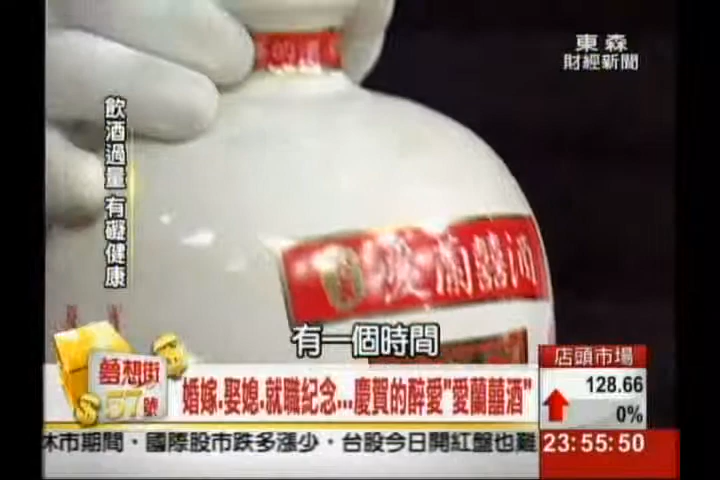 東森
財經新聞
飲酒過量 有礙健康
愛蘭囍酒
有一個時間
夢想街
57號
婚嫁.娶媳.就職紀念...慶賀的醉愛"愛蘭囍酒"
店頭市場
128.66
0%
休市期間‧國際股市跌多漲少‧台股今日開紅盤也難
23:55:50